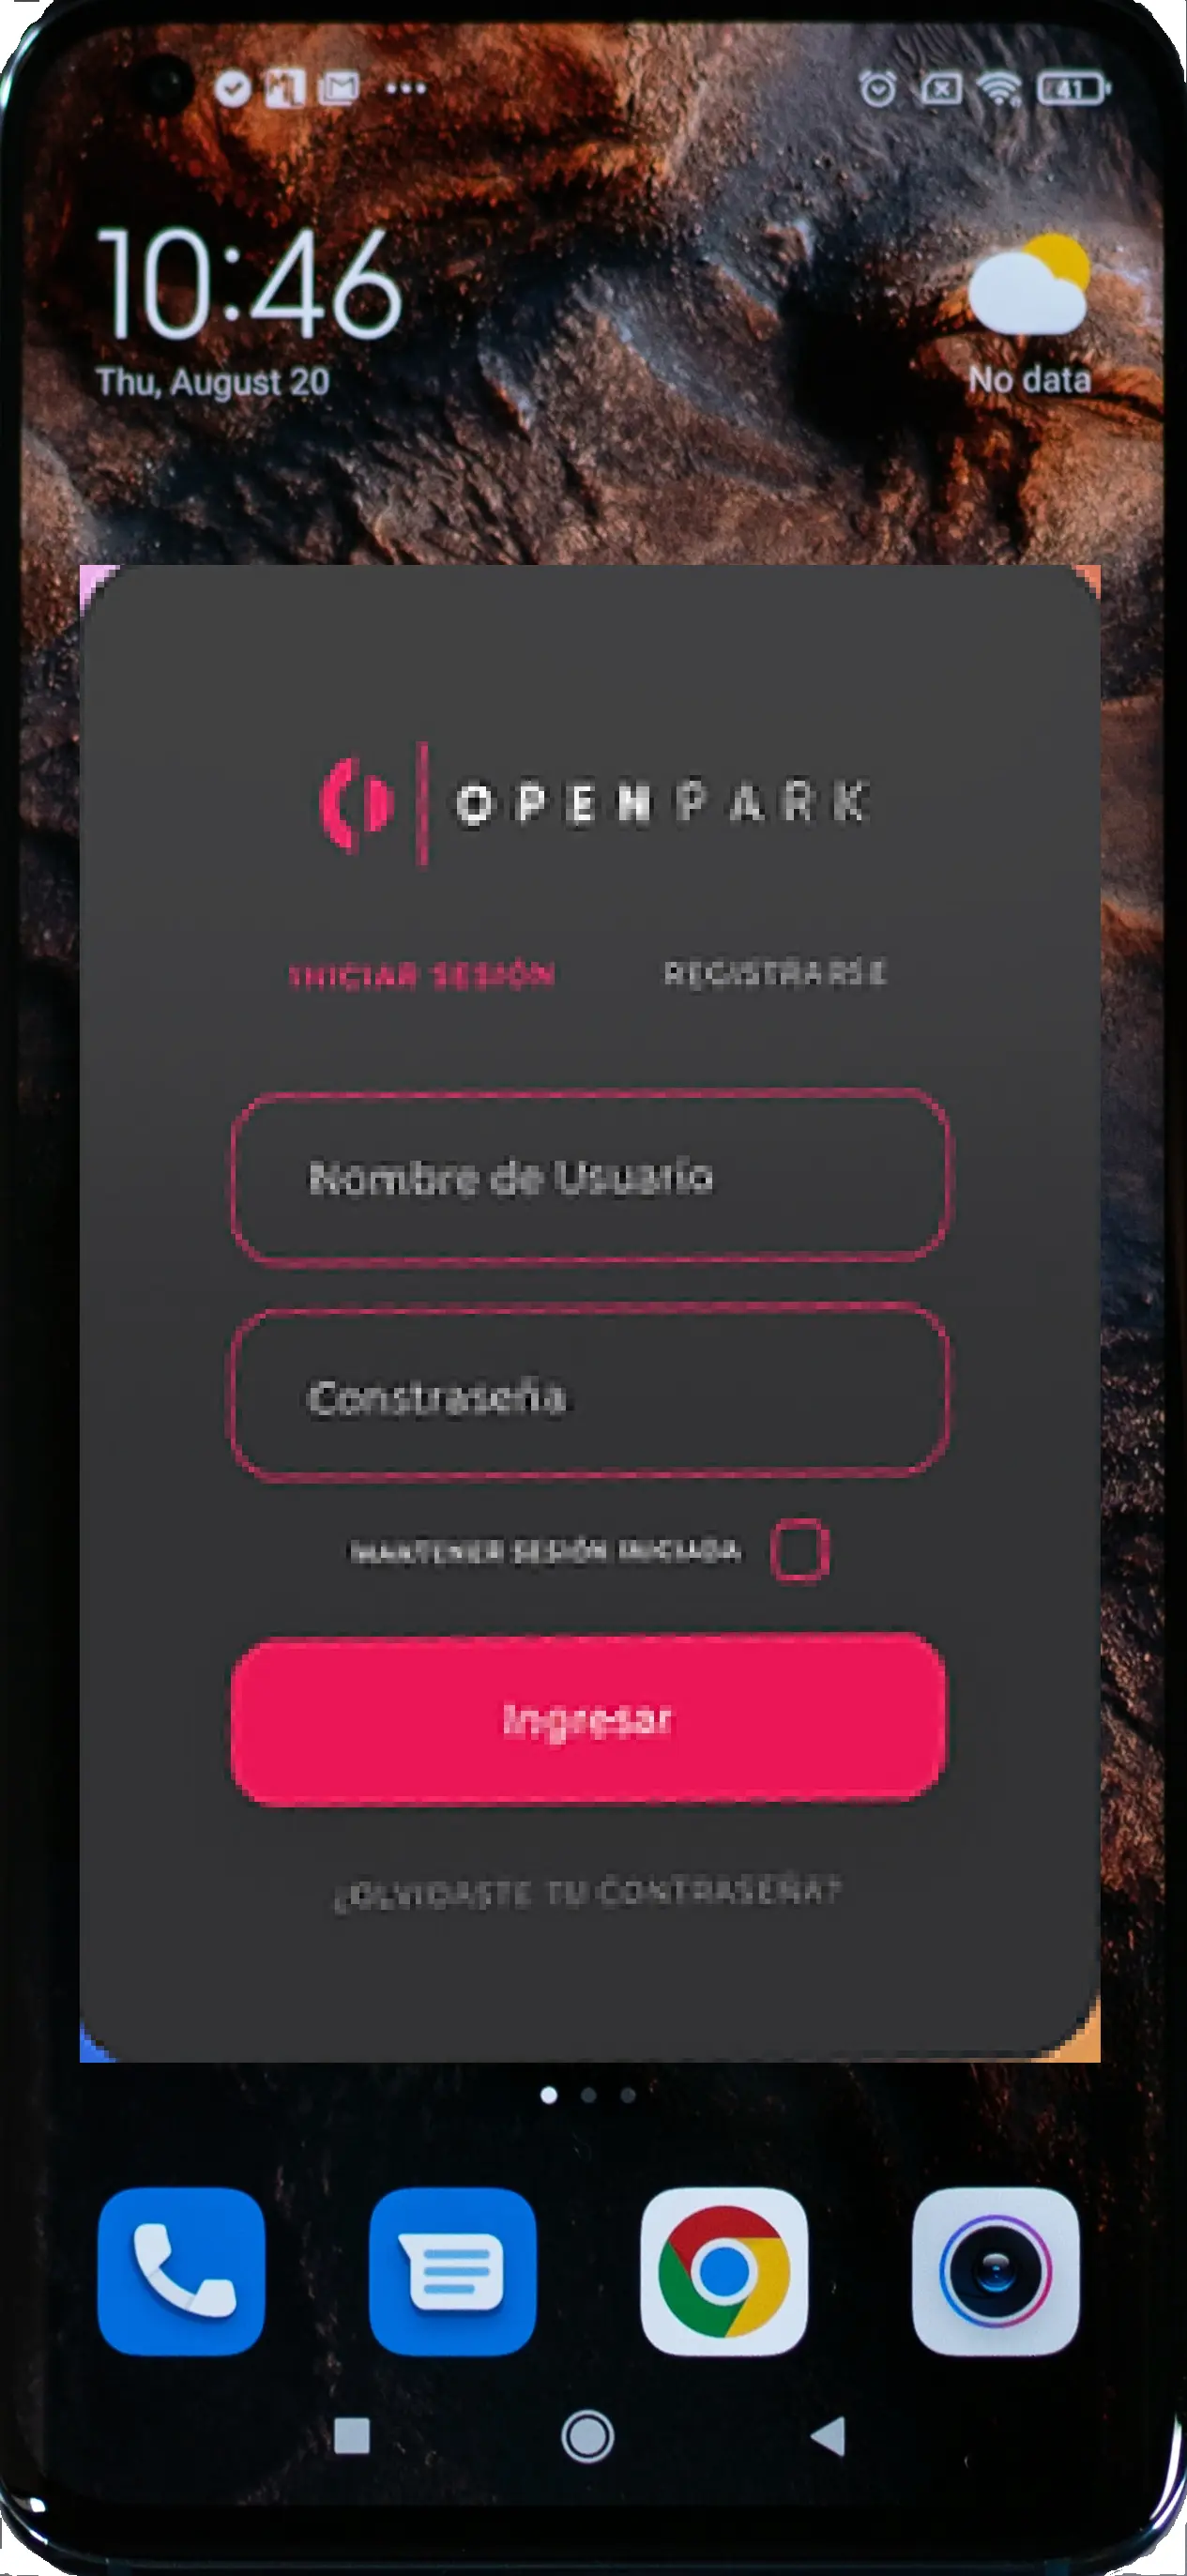 41
10:46
Thu, August 20
No data
OPENPARK
INICIAR SESIÓN REGISTRARSE
Nombre de Usuario
Constraseña
MANTENER SESIÓN INICIADA
Ingresar
¿OLVIDASTE TU CONTRASEÑA?